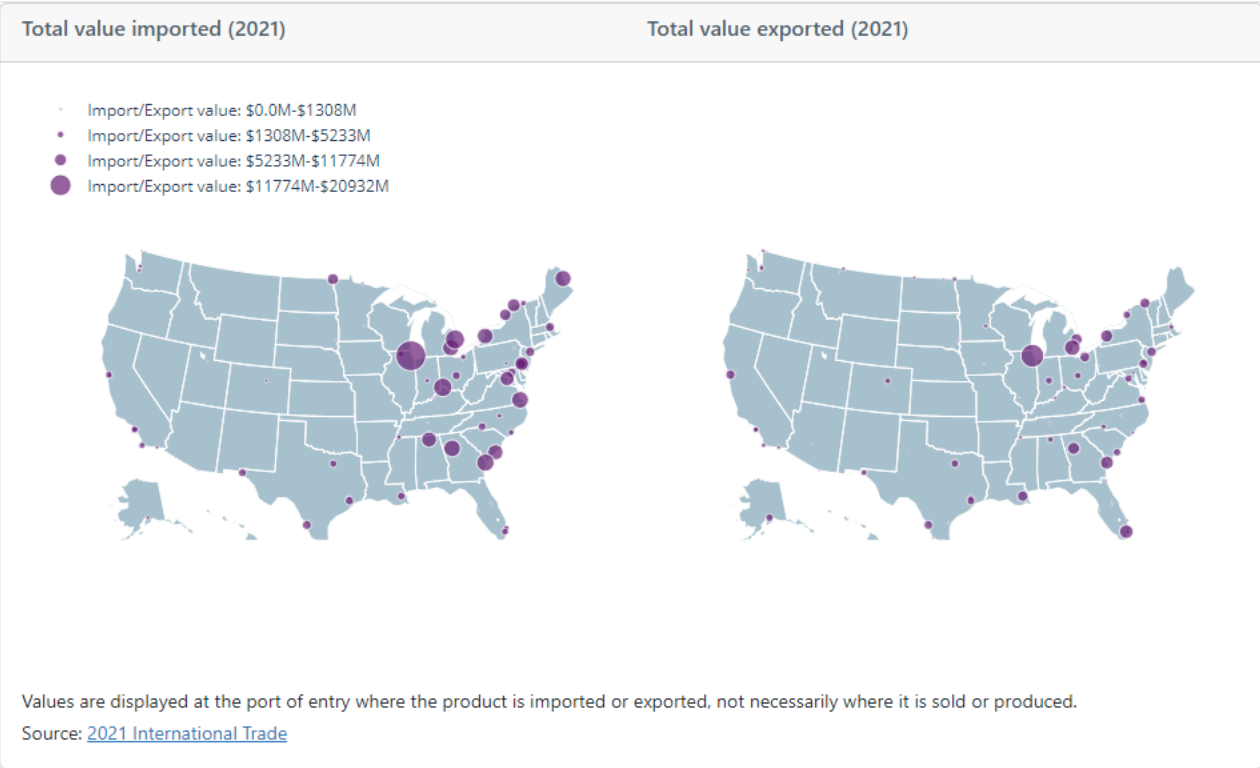 Total value imported (2021)
Total value exported (2021)
Import/Export value: $0.0M-$1308M
Import/Export value: $1308M-$5233M
Import/Export value: $5233M-$11774M
Import/Export value: $11774M-$20932M
Values are displayed at the port of entry where the product is imported or exported, not necessarily where it is sold or produced.
Source: 2021 International Trade